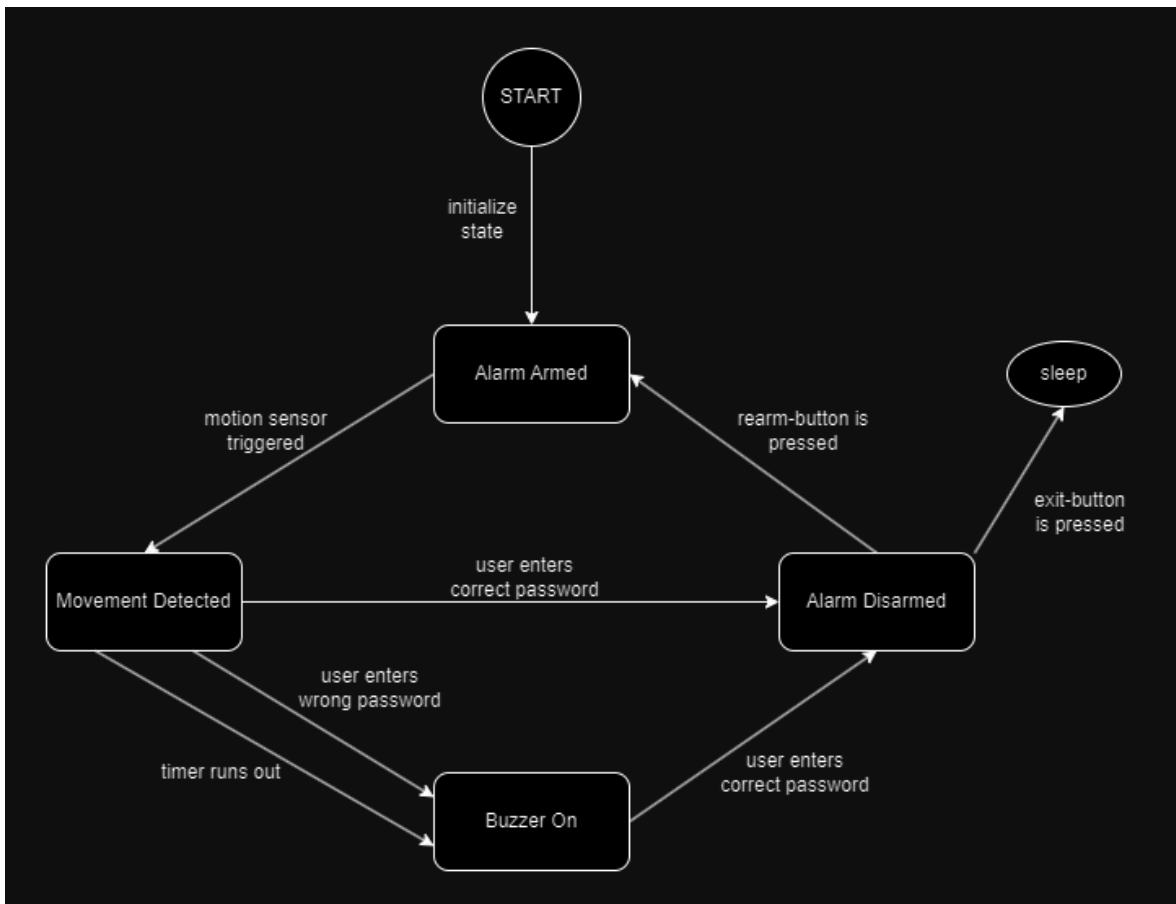 START
initialize
state
Alarm Armed
sleep
motion sensor
triggered
rearm-button is
pressed
exit-button
is pressed
Movement Detected
user enters
correct password
Alarm Disarmed
user enters
wrong password
timer runs out
user enters
correct password
Buzzer On